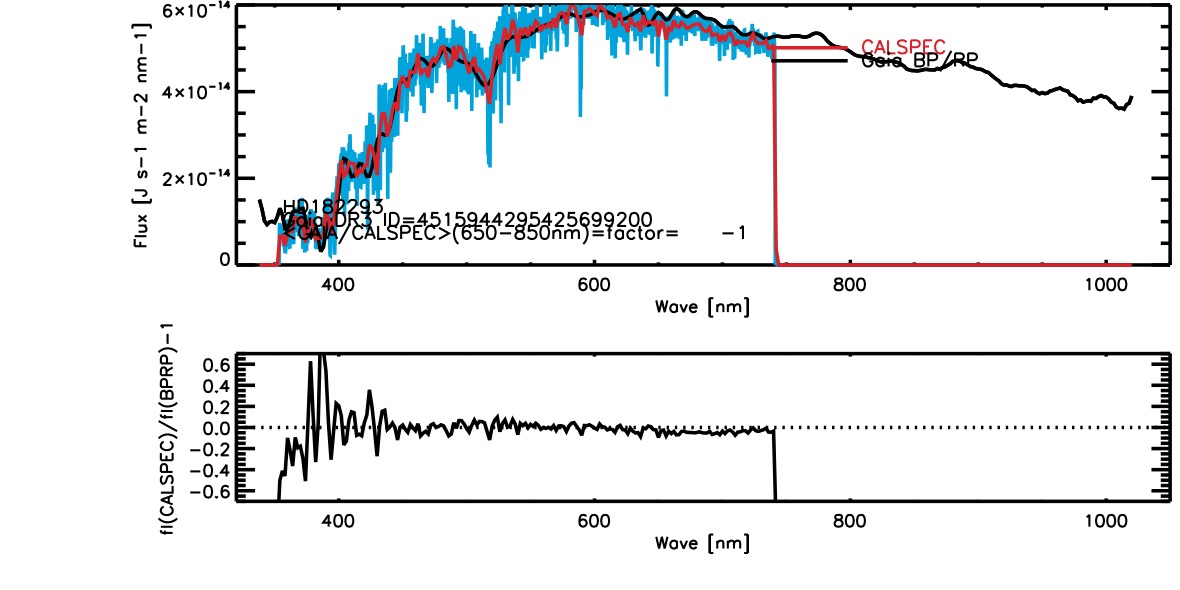 6×10−14
4×10−14
2×10−14
0
Flux [J s−1 m−2 nm−1]
CALSPEC
Gaia BP/RP
HD182293
Gaia DR3 ID=4515944295425699200
<GAIA/CALSPEC>(650−850nm)=factor= −1
400 600 800 1000
Wave [nm]
fl(CALSPEC)/fl(BPRP)−1
0.6
0.4
0.2
0.0
−0.2
−0.4
−0.6
400 600 800 1000
Wave [nm]